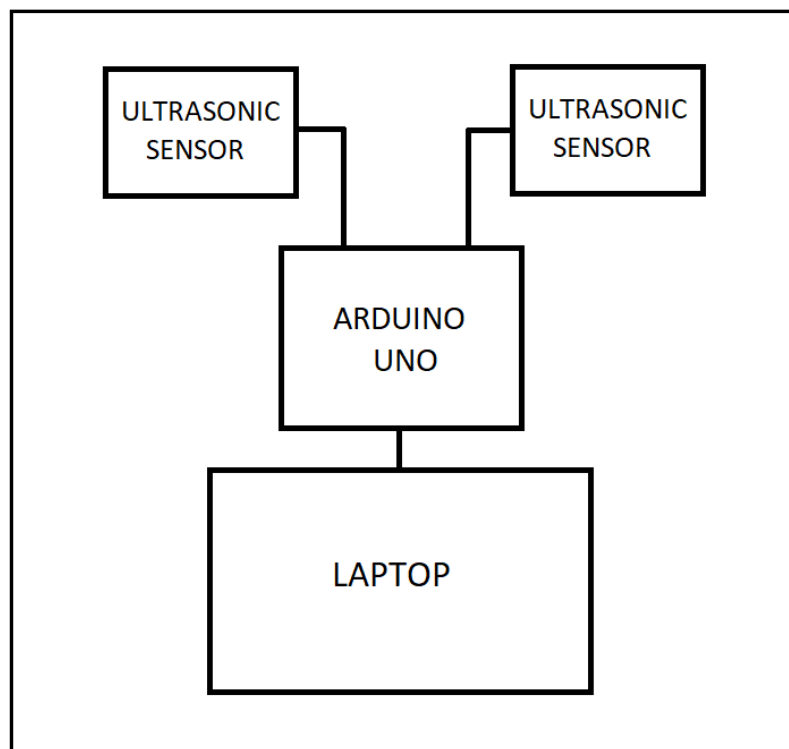 ULTRASONIC
SENSOR
ULTRASONIC
SENSOR
ARDUINO
UNO
LAPTOP